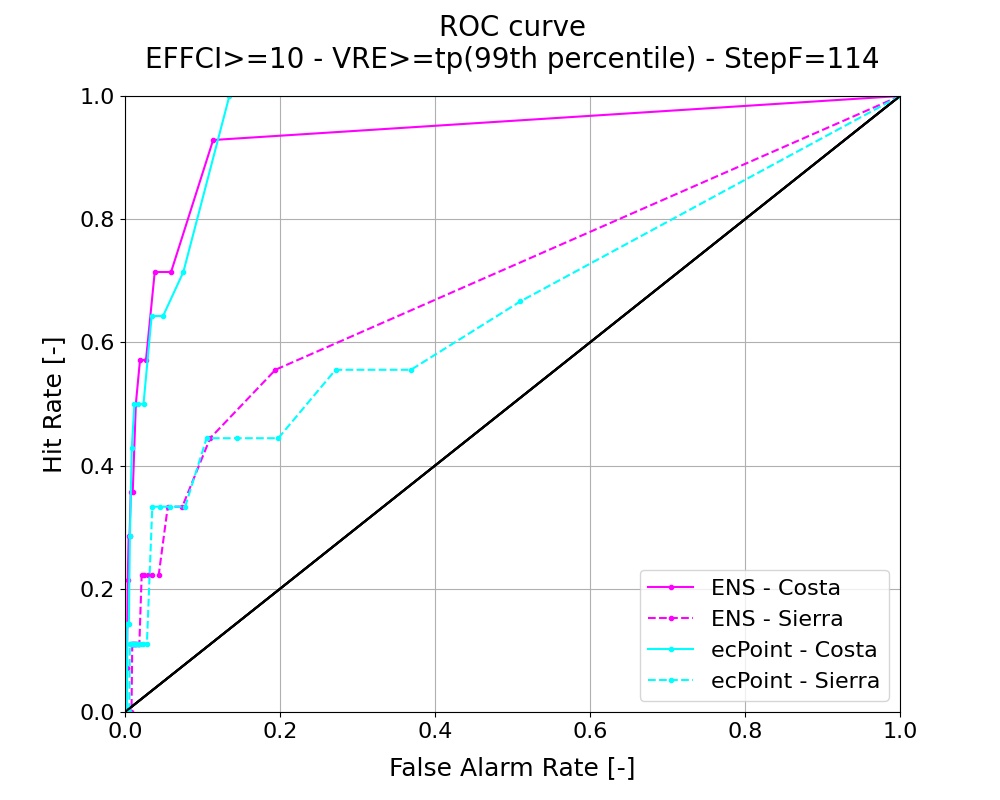 ROC curve
EFFCI>=10 - VRE>=tp(99th percentile) - StepF=114
1.0
0.8
0.6
0.4
0.2
0.0
Hit Rate [-]
ENS - Costa
ENS - Sierra
ecPoint - Costa
ecPoint - Sierra
0.0 0.2 0.4 0.6 0.8 1.0
False Alarm Rate [-]